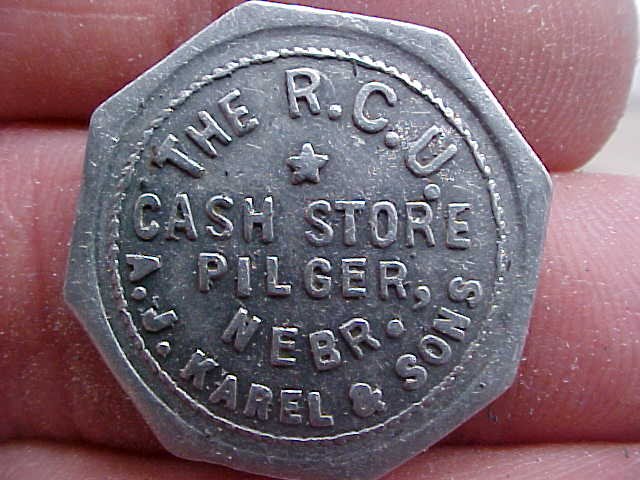 THE R.C.U.
CASH STORE
PILGER,
NEBR.
A.J. KAREL & SONS